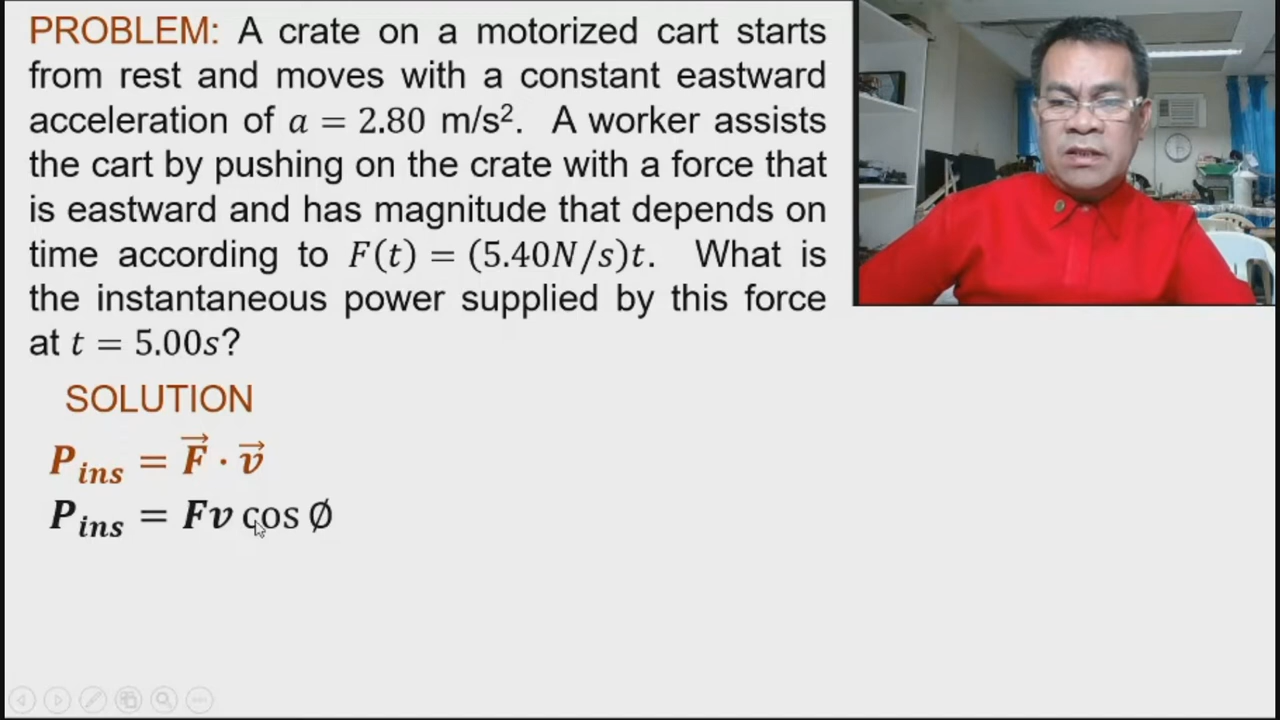 PROBLEM: A crate on a motorized cart starts
from rest and moves with a constant eastward
acceleration of a = 2.80 m/s². A worker assists
the cart by pushing on the crate with a force that
is eastward and has magnitude that depends on
time according to F(t) = (5.40N/s)t. What is
the instantaneous power supplied by this force
at t = 5.00s?
SOLUTION
P_ins = F⃗ · v⃗
P_ins = Fv cos Ø